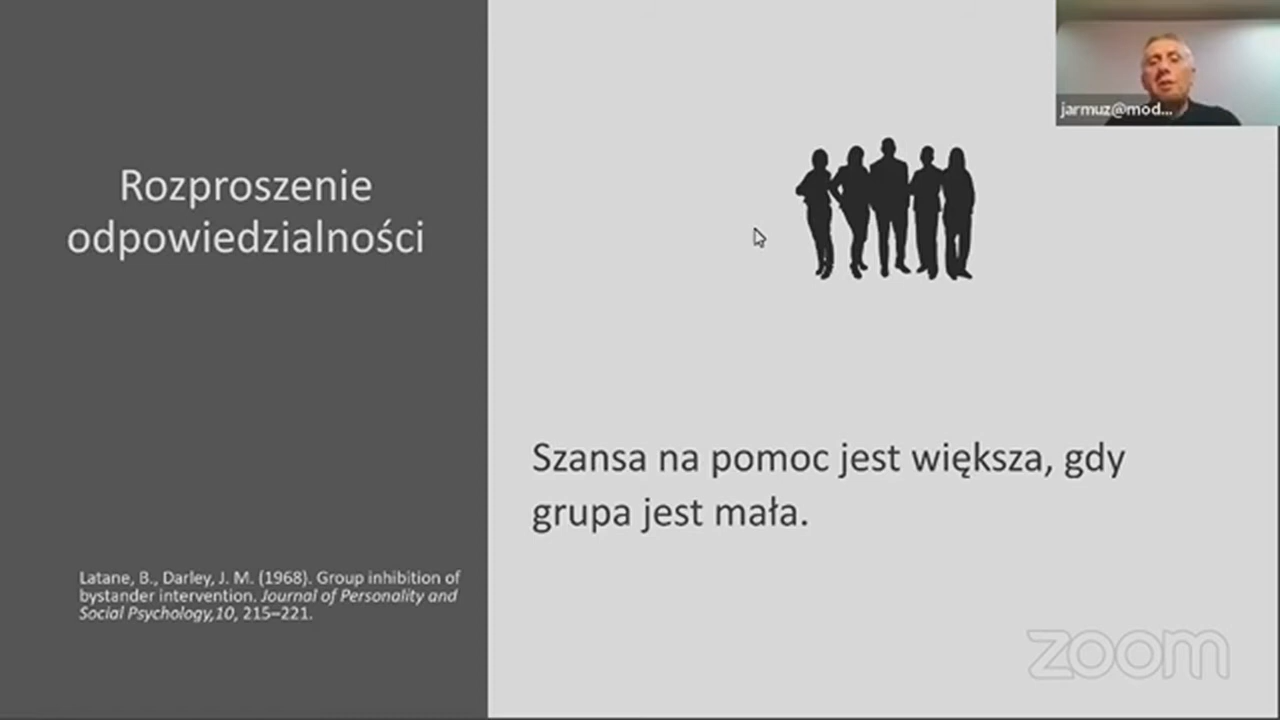 jarmuz@mod...
Rozproszenie
odpowiedzialności
Szansa na pomoc jest większa, gdy
grupa jest mała.
Latane, B., Darley, J. M. (1968). Group inhibition of
bystander intervention. Journal of Personality and
Social Psychology,10, 215–221.
zoom